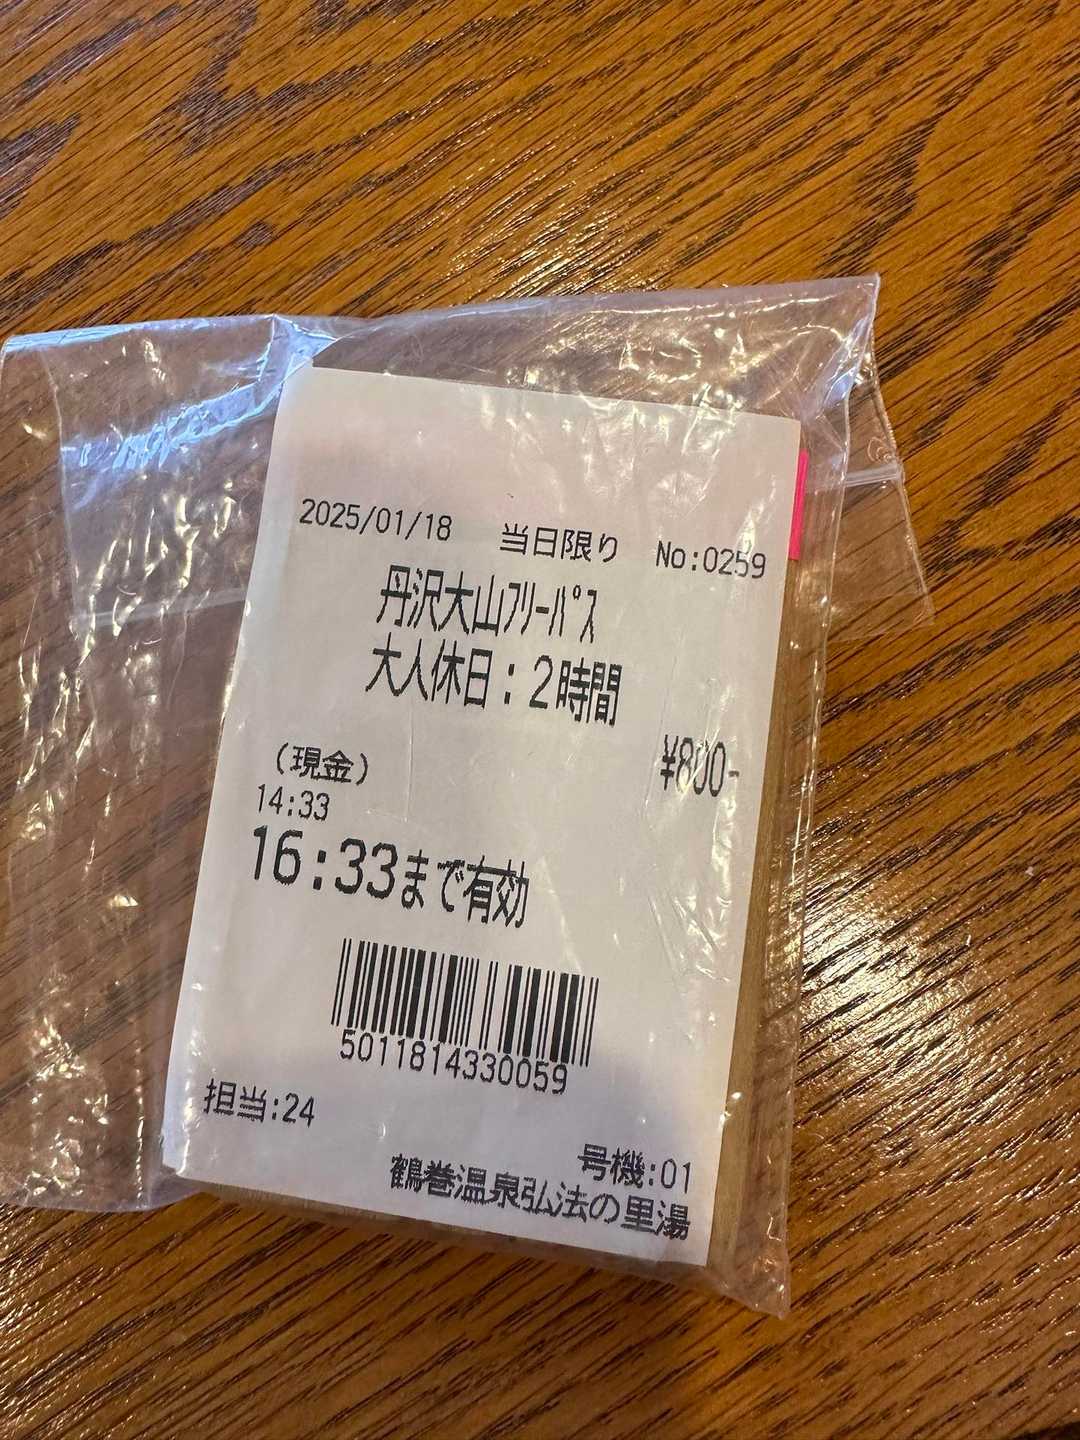 2025/01/18 当日限り No:0259
丹沢大山ﾌﾘｰﾊﾟｽ
大人休日:2時間
¥800-
(現金)
14:33
16:33まで有効
5011814330059
担当:24
号機:01
鶴巻温泉弘法の里湯